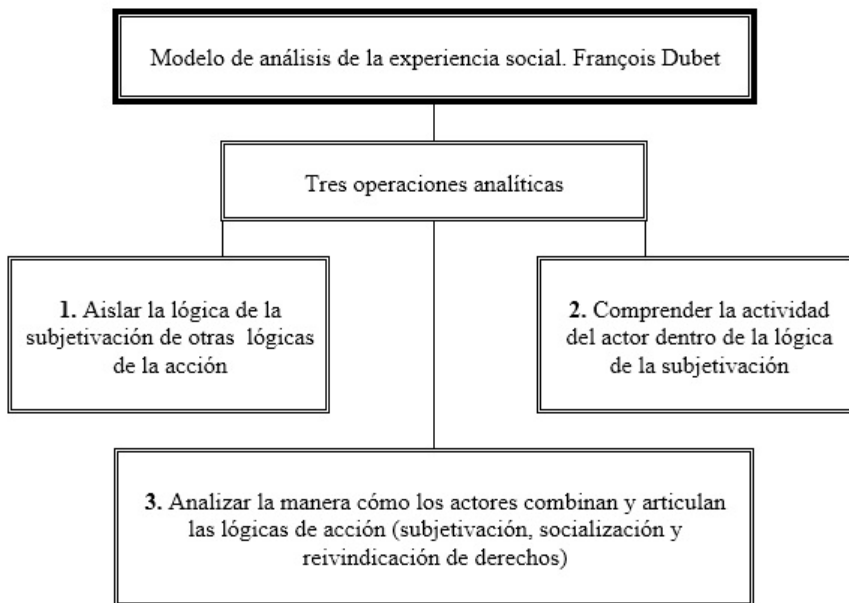 Modelo de análisis de la experiencia social. François Dubet
Tres operaciones analíticas
1. Aislar la lógica de la
subjetivación de otras lógicas
de la acción
2. Comprender la actividad
del actor dentro de la lógica
de la subjetivación
3. Analizar la manera cómo los actores combinan y articulan
las lógicas de acción (subjetivación, socialización y
reivindicación de derechos)